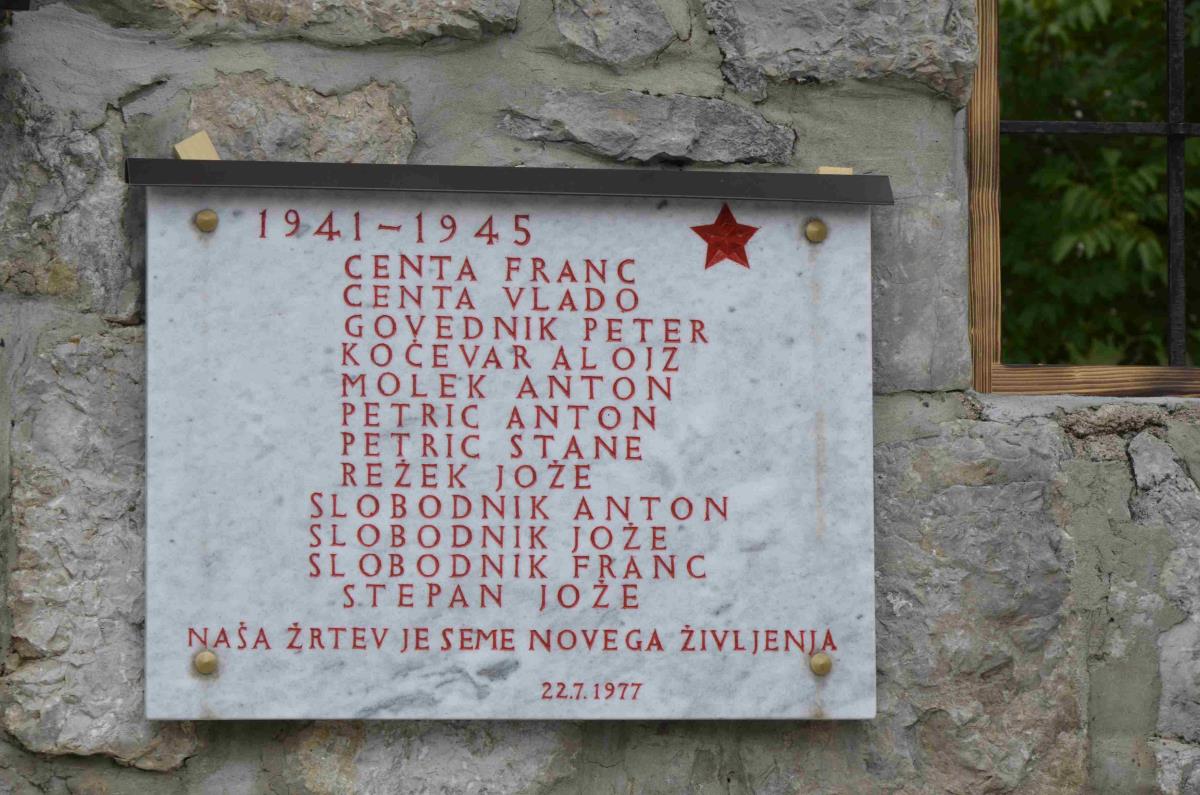 1941-1945
CENTA FRANC
CENTA VLADO
GOVEDNIK PETER
KOČEVAR ALOJZ
MOLEK ANTON
PETRIC ANTON
PETRIC STANE
REŽEK JOŽE
SLOBODNIK ANTON
SLOBODNIK JOŽE
SLOBODNIK FRANC
STEPAN JOŽE
NAŠA ŽRTEV JE SEME NOVEGA ŽIVLJENJA
22.7.1977